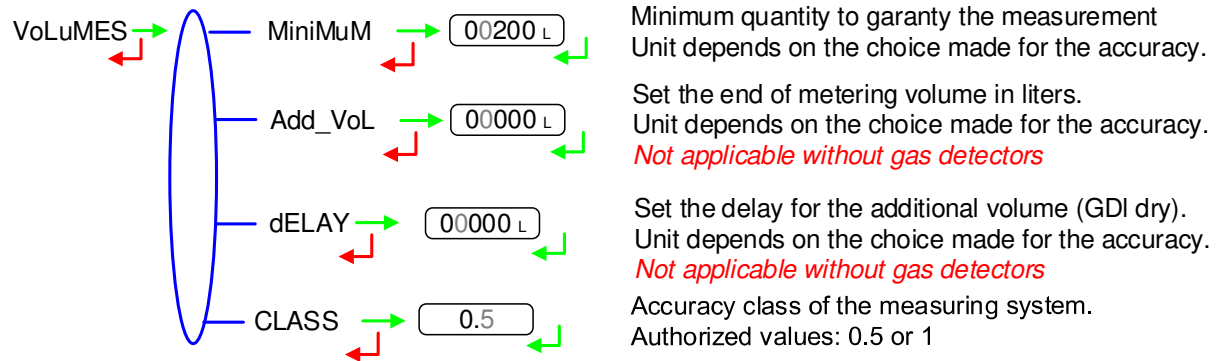 VoLuMES
MiniMuM 00200 L
Minimum quantity to garanty the measurement
Unit depends on the choice made for the accuracy.
Add_VoL 00000 L
Set the end of metering volume in liters.
Unit depends on the choice made for the accuracy.
Not applicable without gas detectors
dELAY 00000 L
Set the delay for the additional volume (GDI dry).
Unit depends on the choice made for the accuracy.
Not applicable without gas detectors
CLASS 0.5
Accuracy class of the measuring system.
Authorized values: 0.5 or 1